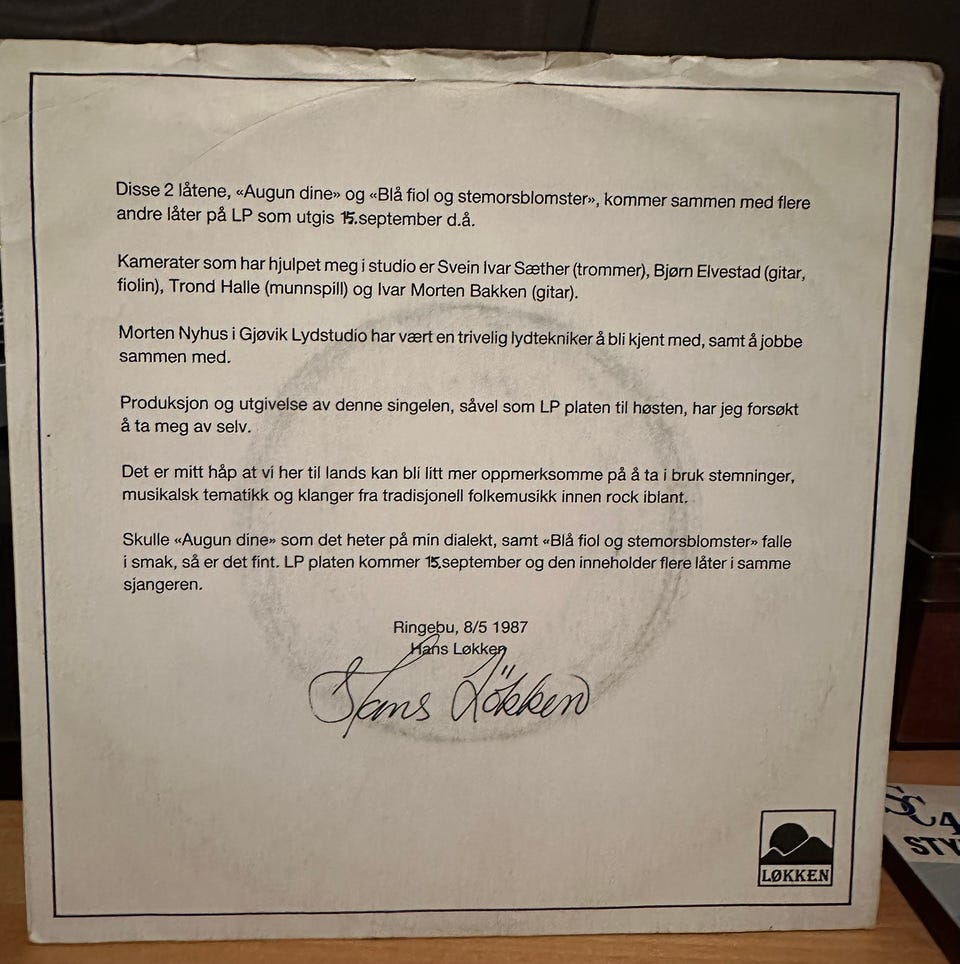 Disse 2 låtene, «Augun dine» og «Blå fiol og stemorsblomster», kommer sammen med flere
andre låter på LP som utgis 15.september d.å.
Kamerater som har hjulpet meg i studio er Svein Ivar Sæther (trommer), Bjørn Elvestad (gitar,
fiolin), Trond Halle (munnspill) og Ivar Morten Bakken (gitar).
Morten Nyhus i Gjøvik Lydstudio har vært en trivelig lydtekniker å bli kjent med, samt å jobbe
sammen med.
Produksjon og utgivelse av denne singelen, såvel som LP platen til høsten, har jeg forsøkt
å ta meg av selv.
Det er mitt håp at vi her til lands kan bli litt mer oppmerksomme på å ta i bruk stemninger,
musikalsk tematikk og klanger fra tradisjonell folkemusikk innen rock iblant.
Skulle «Augun dine» som det heter på min dialekt, samt «Blå fiol og stemorsblomster» falle
i smak, så er det fint. LP platen kommer 15.september og den inneholder flere låter i samme
sjangeren.
Ringebu, 8/5 1987
Hans Løkken
Hans Lökken
LØKKEN